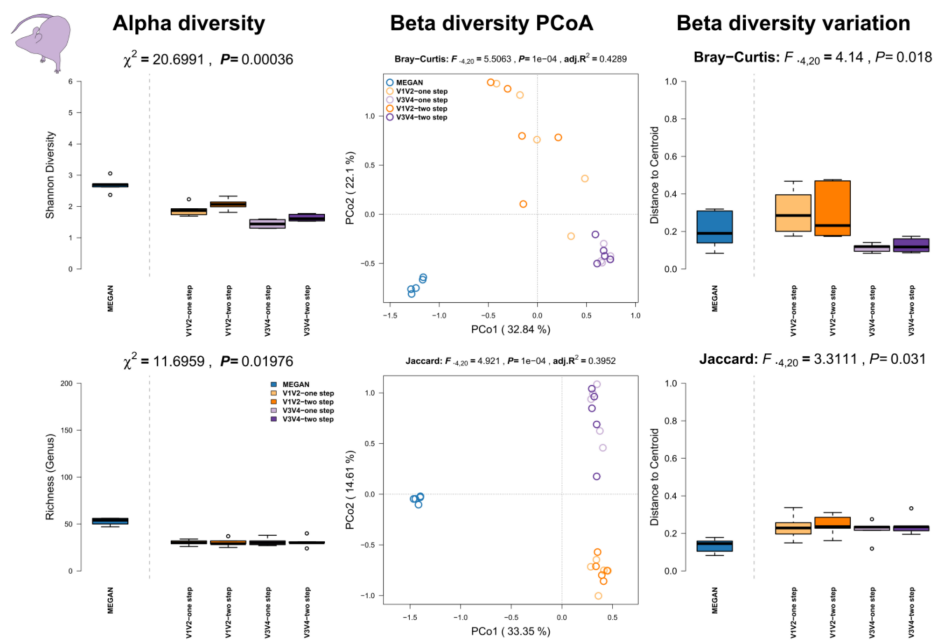 Alpha diversity
Beta diversity PCoA
Beta diversity variation
χ² = 20.6991 , P= 0.00036
Bray−Curtis: F ₋₄,₂₀ = 5.5063 , P= 1e−04 , adj.R² = 0.4289
Bray−Curtis: F ₋₄,₂₀ = 4.14 , P= 0.018
Shannon Diversity
6
5
4
3
2
1
0
MEGAN
V1V2−one step
V1V2−two step
V3V4−one step
V3V4−two step
MEGAN
V1V2−one step
V3V4−one step
V1V2−two step
V3V4−two step
PCo2 ( 22.1 %)
1.0
0.5
0.0
−0.5
−1.5
−1.0
−0.5
0.0
0.5
1.0
PCo1 ( 32.84 %)
Distance to Centroid
1.0
0.8
0.6
0.4
0.2
0.0
MEGAN
V1V2−one step
V1V2−two step
V3V4−one step
V3V4−two step
χ² = 11.6959 , P= 0.01976
Jaccard: F ₋₄,₂₀ = 4.921 , P= 1e−04 , adj.R² = 0.3952
Jaccard: F ₋₄,₂₀ = 3.3111 , P= 0.031
Richness (Genus)
200
150
100
50
0
MEGAN
V1V2−one step
V1V2−two step
V3V4−one step
V3V4−two step
MEGAN
V1V2−one step
V1V2−two step
V3V4−one step
V3V4−two step
PCo2 ( 14.61 %)
1.0
0.5
0.0
−0.5
−1.0
−1.5
−1.0
−0.5
0.0
0.5
PCo1 ( 33.35 %)
Distance to Centroid
1.0
0.8
0.6
0.4
0.2
0.0
MEGAN
V1V2−one step
V1V2−two step
V3V4−one step
V3V4−two step